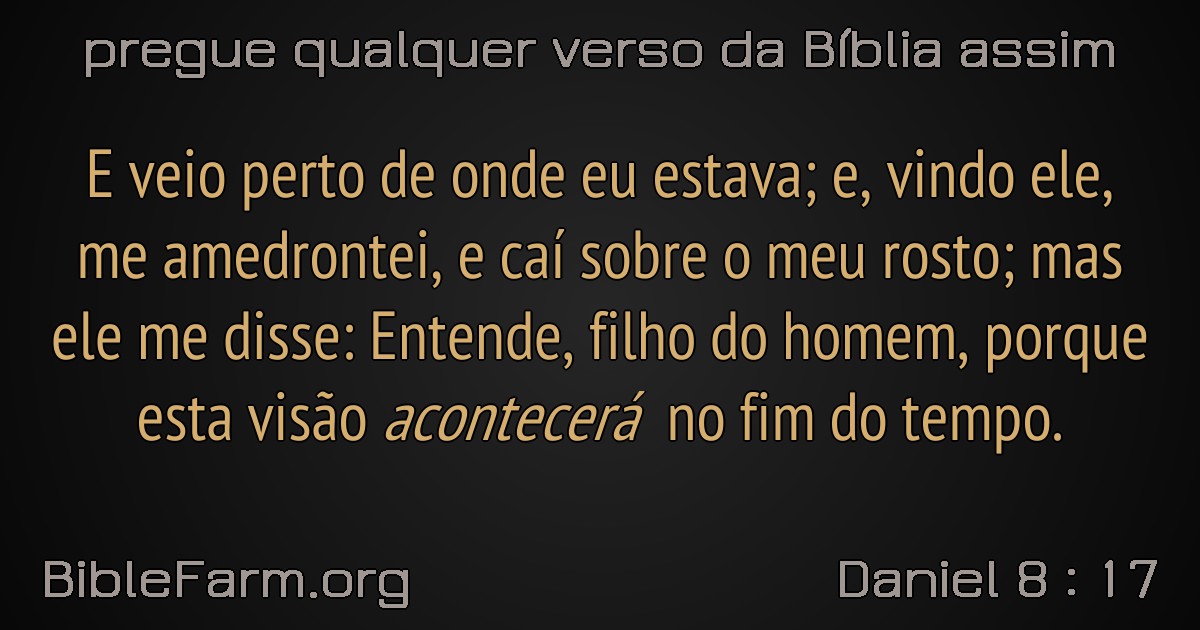 pregue qualquer verso da Bíblia assim
E veio perto de onde eu estava; e, vindo ele,
me amedrontei, e caí sobre o meu rosto; mas
ele me disse: Entende, filho do homem, porque
esta visão acontecerá no fim do tempo.
BibleFarm.org
Daniel 8 : 17